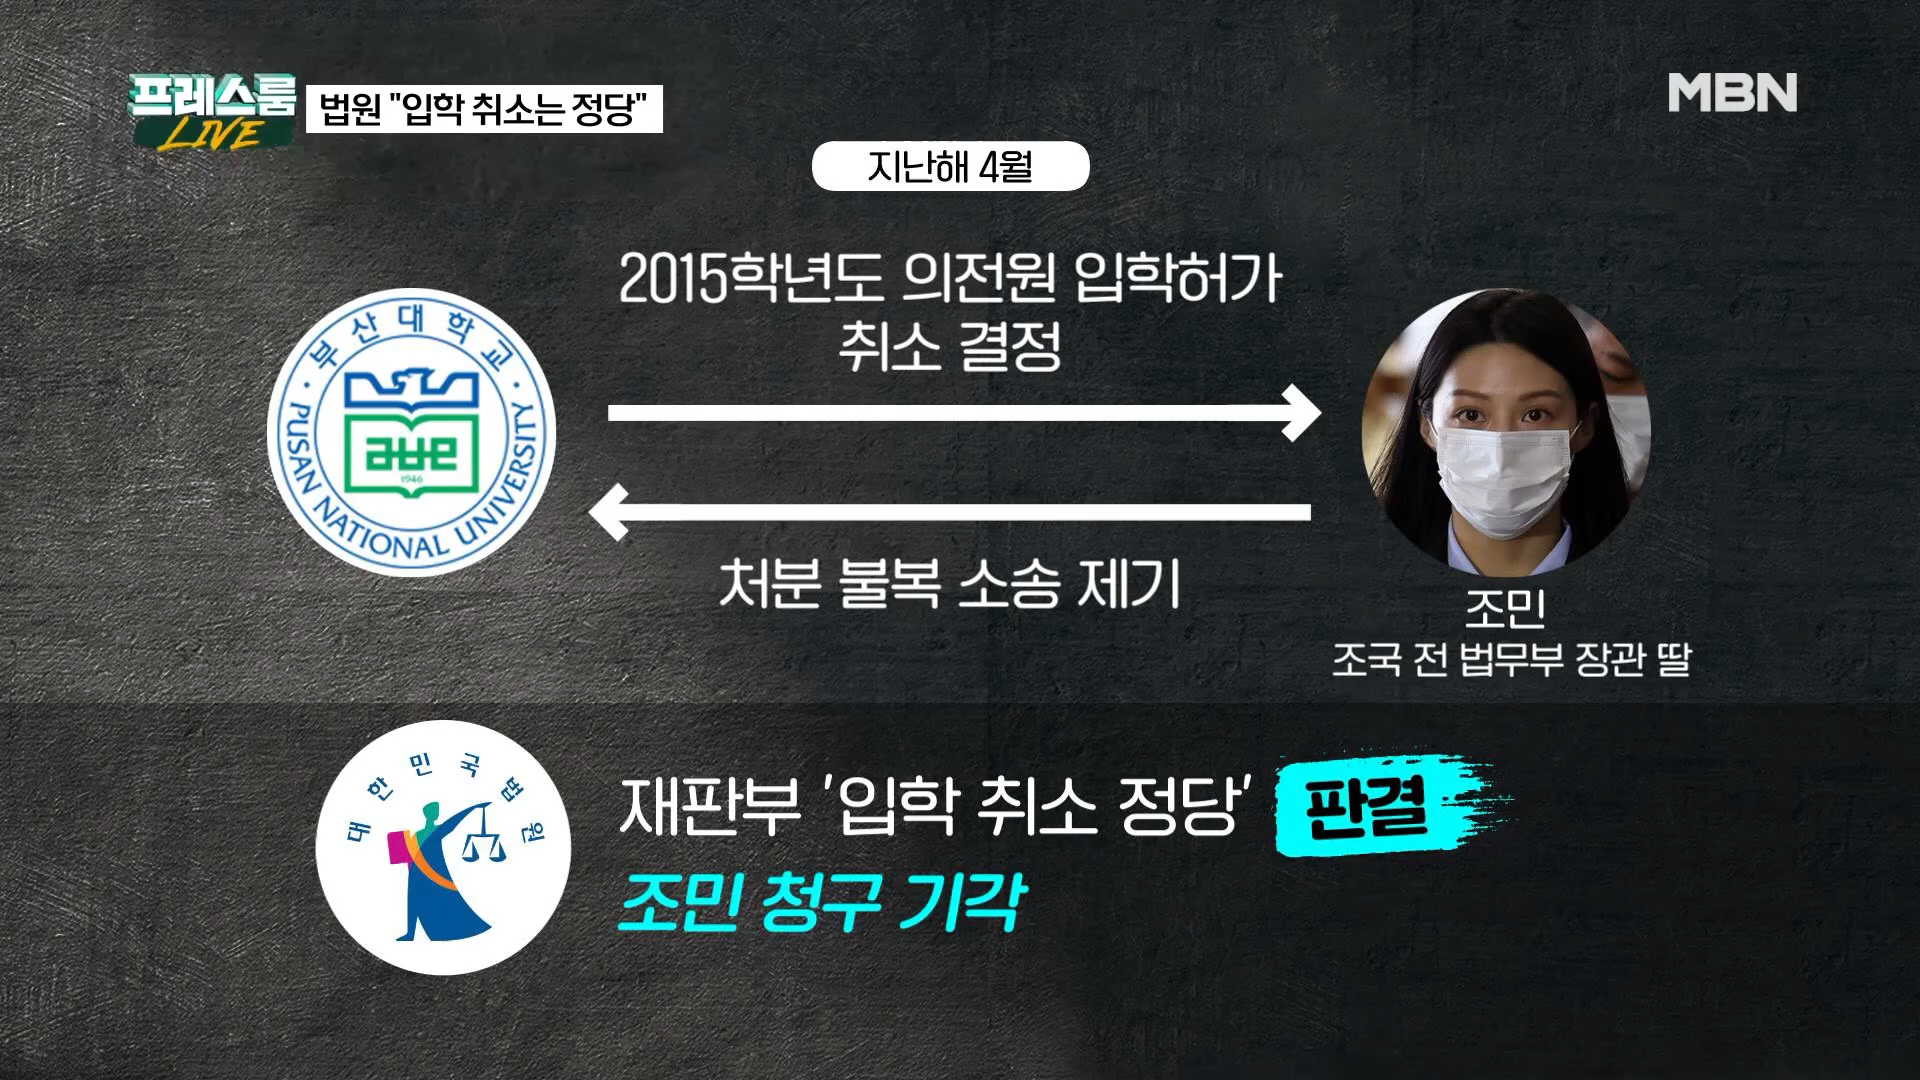 프레스룸
LIVE
법원 "입학 취소는 정당"
MBN
지난해 4월
2015학년도 의전원 입학허가
취소 결정
부산대학교
PUSAN NATIONAL UNIVERSITY
1946
처분 불복 소송 제기
조민
조국 전 법무부 장관 딸
대한민국법원
재판부 '입학 취소 정당' 판결
조민 청구 기각